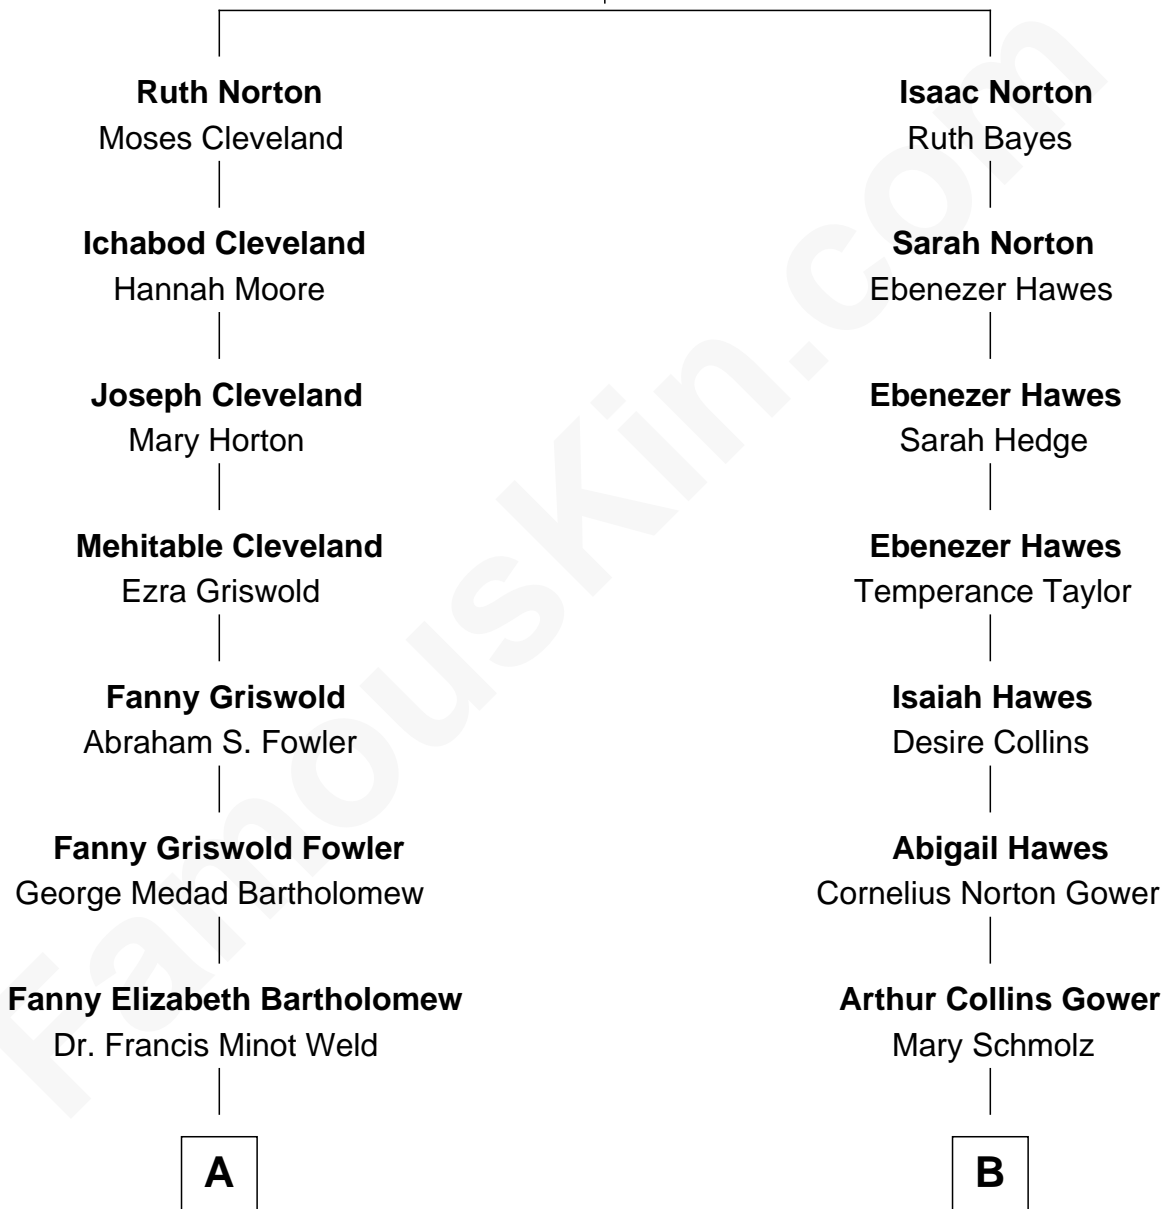 Ruth Norton
Moses Cleveland
Isaac Norton
Ruth Bayes
Ichabod Cleveland
Hannah Moore
Sarah Norton
Ebenezer Hawes
Joseph Cleveland
Mary Horton
Ebenezer Hawes
Sarah Hedge
Mehitable Cleveland
Ezra Griswold
Ebenezer Hawes
Temperance Taylor
Fanny Griswold
Abraham S. Fowler
Isaiah Hawes
Desire Collins
Fanny Griswold Fowler
George Medad Bartholomew
Abigail Hawes
Cornelius Norton Gower
Fanny Elizabeth Bartholomew
Dr. Francis Minot Weld
Arthur Collins Gower
Mary Schmolz
A
B
FamousKin.com